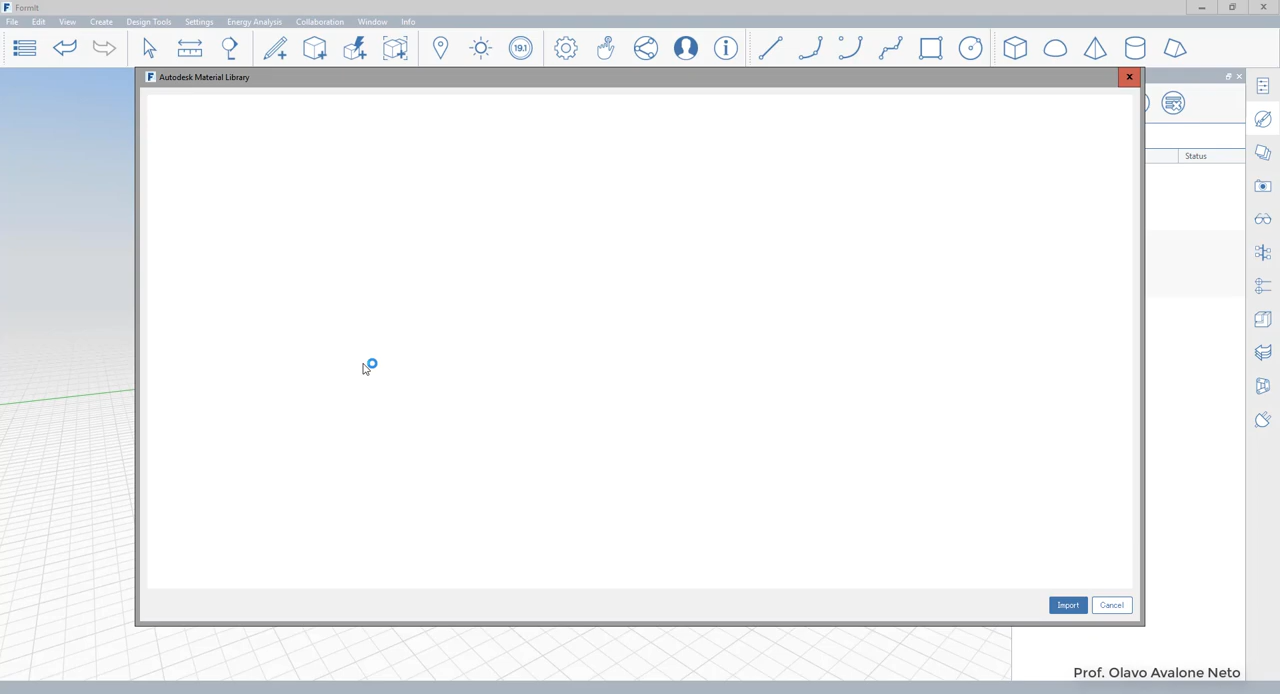 FormIt
File Edit View Create Design Tools Settings Energy Analysis Collaboration Window Info
19.1
Autodesk Material Library
Status
Import Cancel
Prof. Olavo Avalone Neto